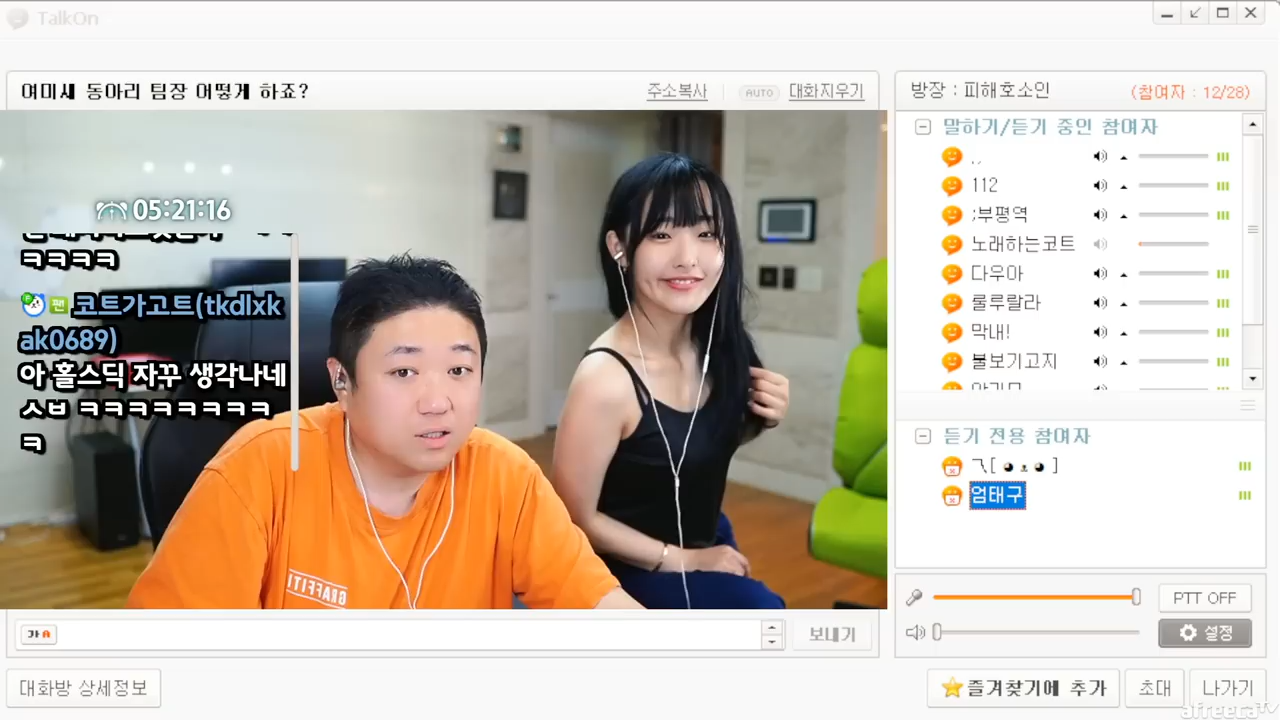 TalkOn
여미새 동아리 팀장 어떻게 하죠?
주소복사
AUTO
대화지우기
방장 : 피해호소인
(참여자 : 12/28)
말하기/듣기 중인 참여자
112
;부평역
노래하는코트
다우아
룰루랄라
막내!
불보기고지
05:21:16
ㅋㅋㅋㅋ
팬 코트가고트(tkdlxk
ak0689)
아 홀스딕 자꾸 생각나네
ㅅㅂ ㅋㅋㅋㅋㅋㅋㅋㅋ
ㅋ
GRAFFITI
듣기 전용 참여자
ㄟ[ ◕ ᴥ ◕ ]
엄태구
PTT OFF
설정
가A
보내기
대화방 상세정보
즐겨찾기에 추가
초대
나가기
afreecaTV